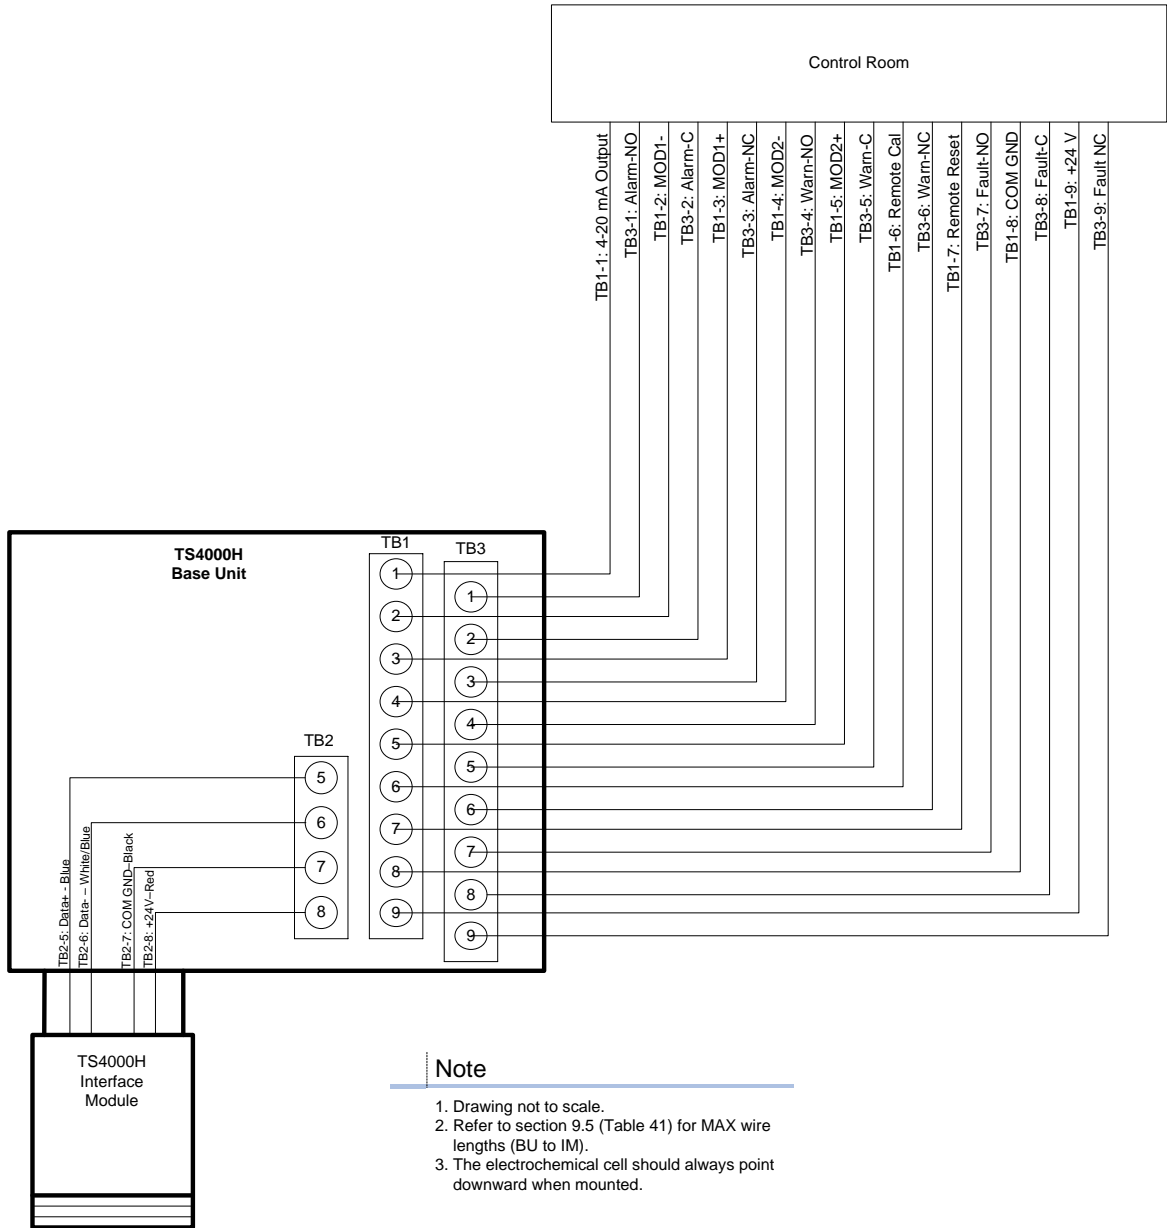 Control Room
TB1-1: 4-20 mA Output
TB3-1: Alarm-NO
TB1-2: MOD1-
TB3-2: Alarm-C
TB1-3: MOD1+
TB3-3: Alarm-NC
TB1-4: MOD2-
TB3-4: Warn-NO
TB1-5: MOD2+
TB3-5: Warn-C
TB1-6: Remote Cal
TB3-6: Warn-NC
TB1-7: Remote Reset
TB3-7: Fault-NO
TB1-8: COM GND
TB3-8: Fault-C
TB1-9: +24 V
TB3-9: Fault NC
TS4000H
Base Unit
TB1
1
2
3
4
5
6
7
8
9
TB3
1
2
3
4
5
6
7
8
9
TB2
5
6
7
8
TB2-5: Data+ - Blue
TB2-6: Data- – White/Blue
TB2-7: COM GND–Black
TB2-8: +24V–Red
TS4000H
Interface
Module
Note
1. Drawing not to scale.
2. Refer to section 9.5 (Table 41) for MAX wire
lengths (BU to IM).
3. The electrochemical cell should always point
downward when mounted.